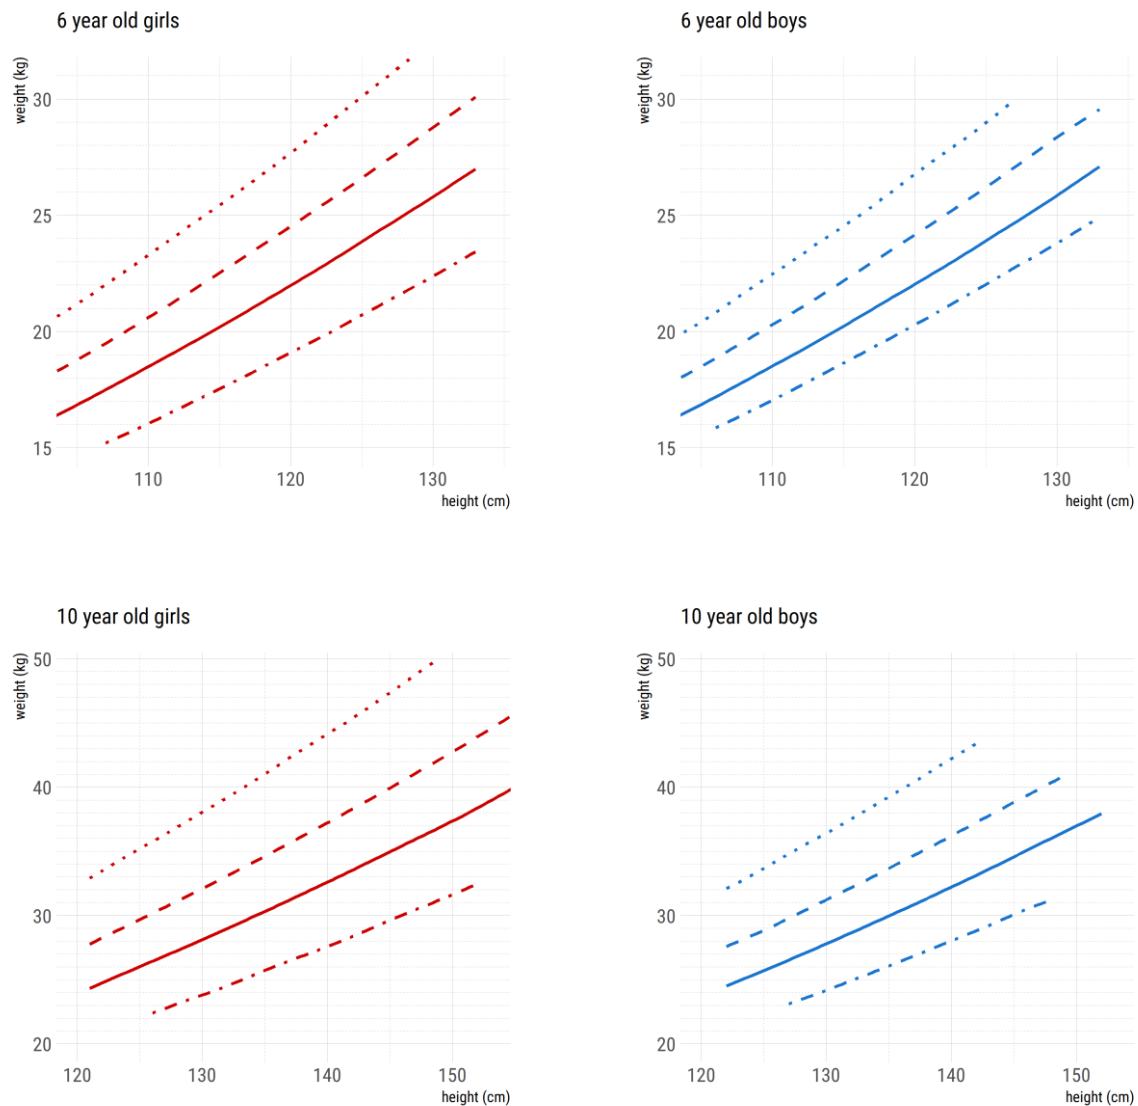 6 year old girls
weight (kg)
30
25
20
15
110 120 130
height (cm)
6 year old boys
weight (kg)
30
25
20
15
110 120 130
height (cm)
10 year old girls
weight (kg)
50
40
30
20
120 130 140 150
height (cm)
10 year old boys
weight (kg)
50
40
30
20
120 130 140 150
height (cm)